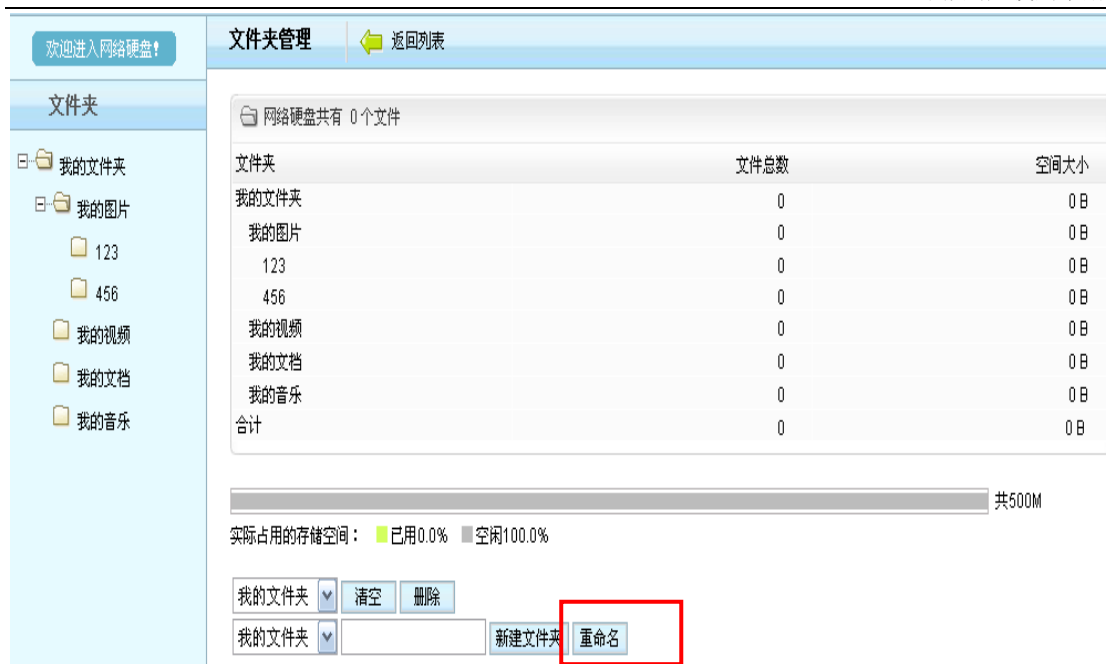 欢迎进入网络硬盘!
文件夹管理 返回列表
文件夹
我的文件夹
我的图片
123
456
我的视频
我的文档
我的音乐
网络硬盘共有 0个文件
文件夹 文件总数 空间大小
我的文件夹 0 0 B
我的图片 0 0 B
123 0 0 B
456 0 0 B
我的视频 0 0 B
我的文档 0 0 B
我的音乐 0 0 B
合计 0 0 B
共500M
实际占用的存储空间: 已用0.0% 空闲100.0%
我的文件夹 清空 删除
我的文件夹 新建文件夹 重命名